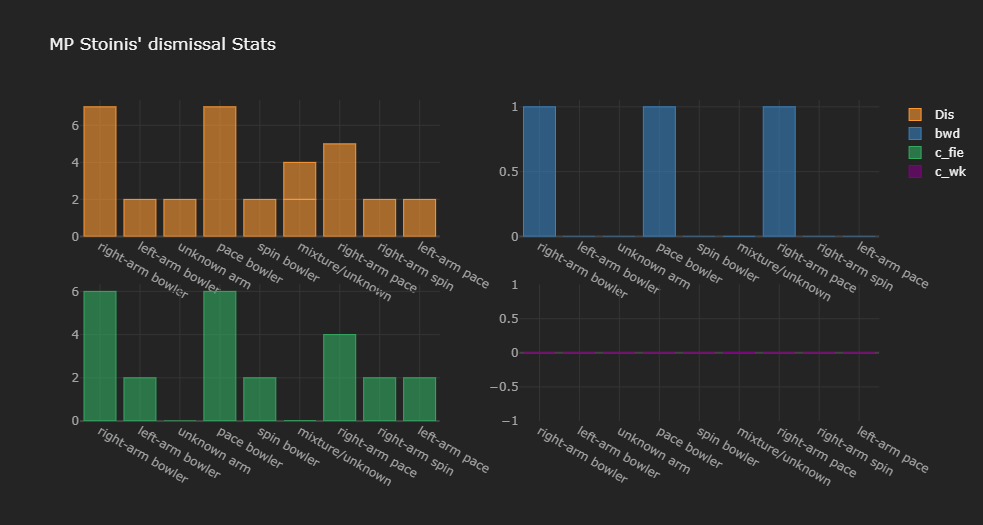 MP Stoinis' dismissal Stats
6
4
2
0
right-arm bowler
left-arm bowler
unknown arm
pace bowler
spin bowler
mixture/unknown
right-arm pace
right-arm spin
left-arm pace
1
0.5
0
right-arm bowler
left-arm bowler
unknown arm
pace bowler
spin bowler
mixture/unknown
right-arm pace
right-arm spin
left-arm pace
Dis
bwd
c_fie
c_wk
6
4
2
0
right-arm bowler
left-arm bowler
unknown arm
pace bowler
spin bowler
mixture/unknown
right-arm pace
right-arm spin
left-arm pace
1
0.5
0
−0.5
−1
right-arm bowler
left-arm bowler
unknown arm
pace bowler
spin bowler
mixture/unknown
right-arm pace
right-arm spin
left-arm pace